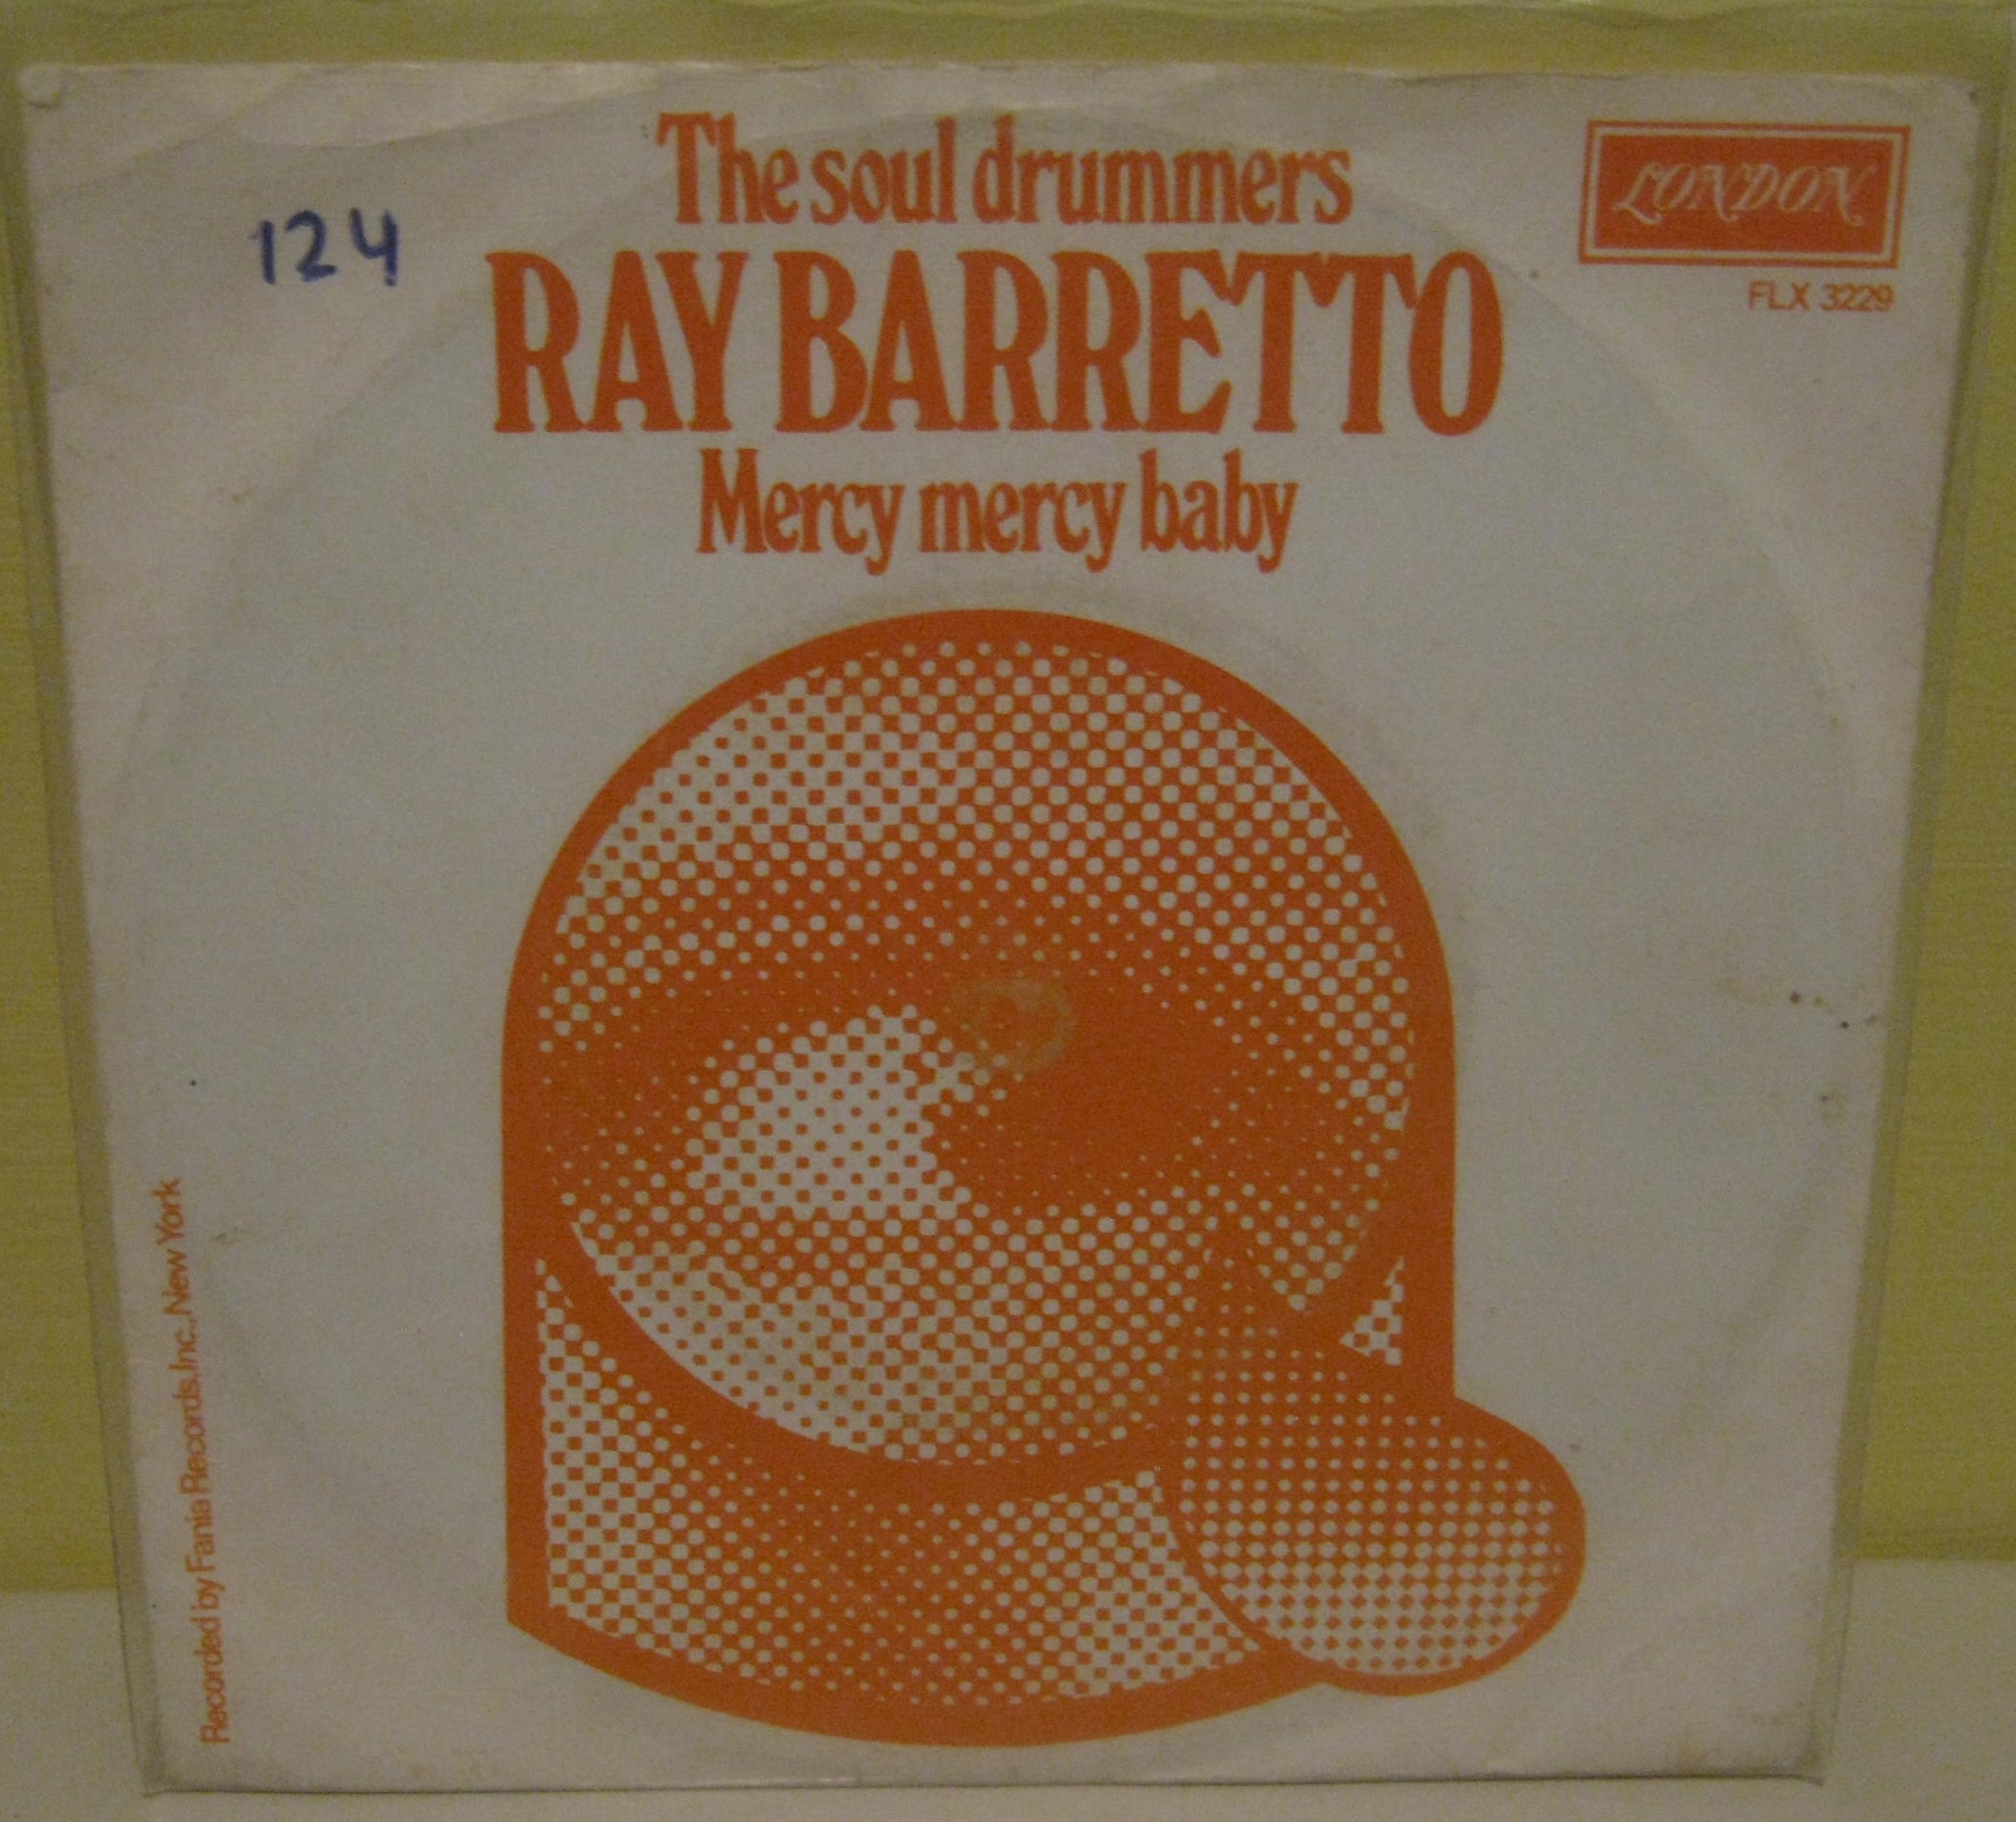 The soul drummers
LONDON
124
RAY BARRETTO
FLX 3229
Mercy mercy baby
Recorded by Fania Records.Inc.,New York